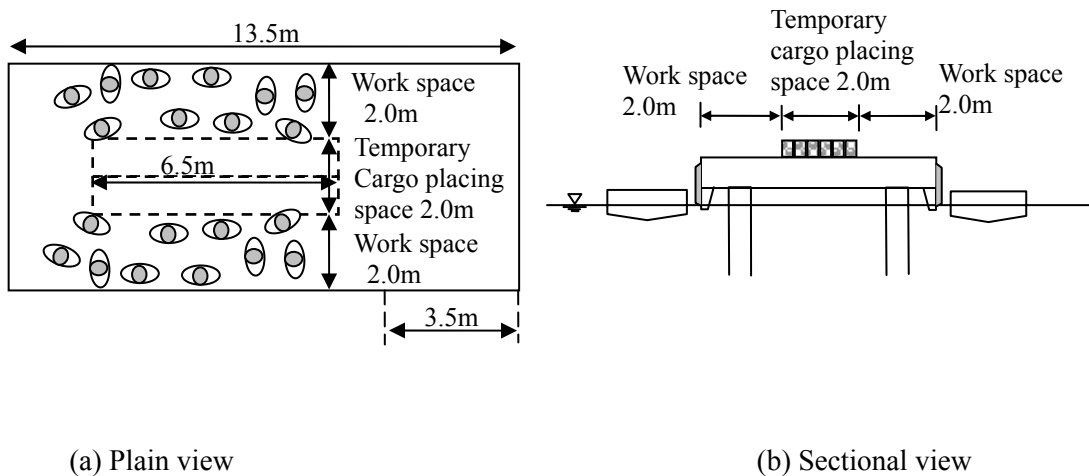 13.5m
Work space
2.0m
Temporary
Cargo placing
space 2.0m
6.5m
Work space
2.0m
3.5m
(a) Plain view
Temporary
cargo placing
space 2.0m
Work space
2.0m
Work space
2.0m
(b) Sectional view